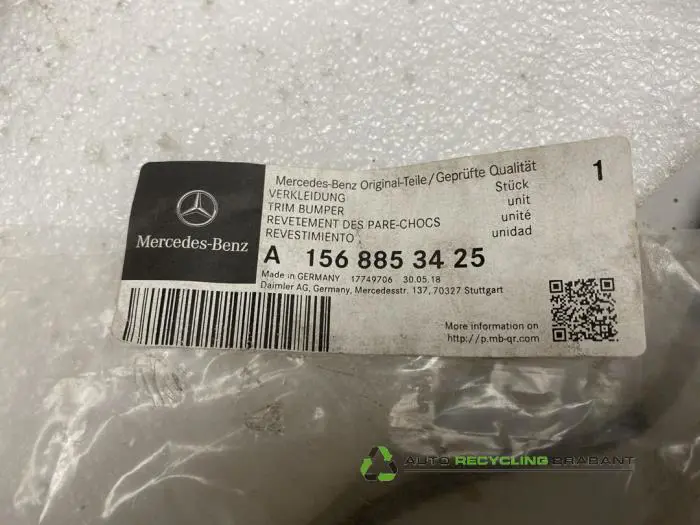 Mercedes-Benz
Mercedes-Benz Original-Teile/Geprüfte Qualität
VERKLEIDUNG
TRIM BUMPER
REVETEMENT DES PARE-CHOCS
REVESTIMIENTO
Stück
unit
unité
unidad
1
A 156 885 34 25
Made in GERMANY 17749706 30.05.18
Daimler AG, Germany, Mercedesstr. 137, 70327 Stuttgart
More information on
http://p.mb-qr.com
AUTO RECYCLING BRABANT